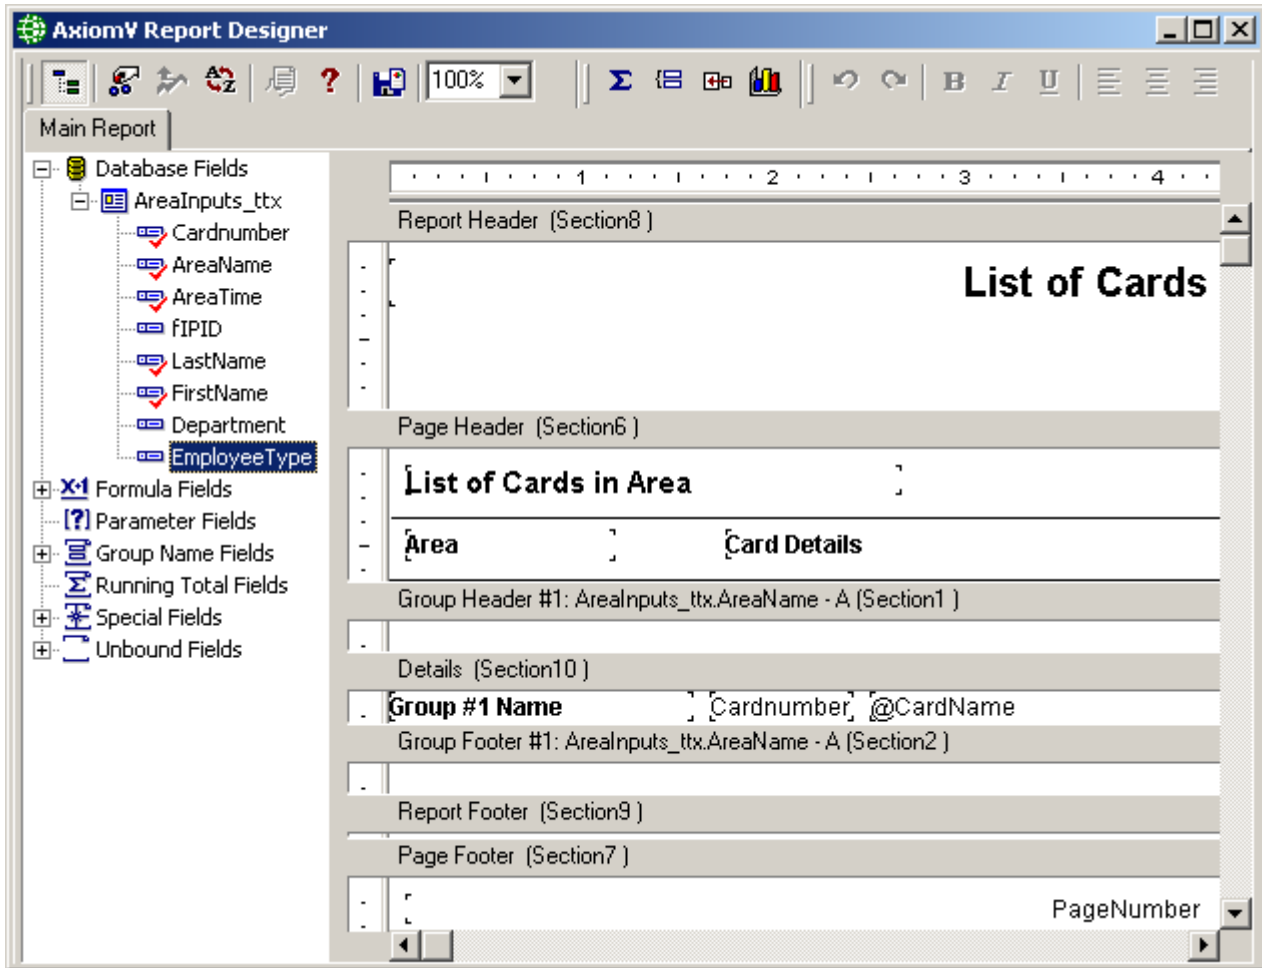 AxiomV Report Designer
100%
Main Report
Database Fields
AreaInputs_ttx
Cardnumber
AreaName
AreaTime
fIPID
LastName
FirstName
Department
EmployeeType
Formula Fields
Parameter Fields
Group Name Fields
Running Total Fields
Special Fields
Unbound Fields
1 2 3 4
Report Header (Section8 )
List of Cards
Page Header (Section6 )
List of Cards in Area
Area Card Details
Group Header #1: AreaInputs_ttx.AreaName - A (Section1 )
Details (Section10 )
Group #1 Name Cardnumber @CardName
Group Footer #1: AreaInputs_ttx.AreaName - A (Section2 )
Report Footer (Section9 )
Page Footer (Section7 )
PageNumber